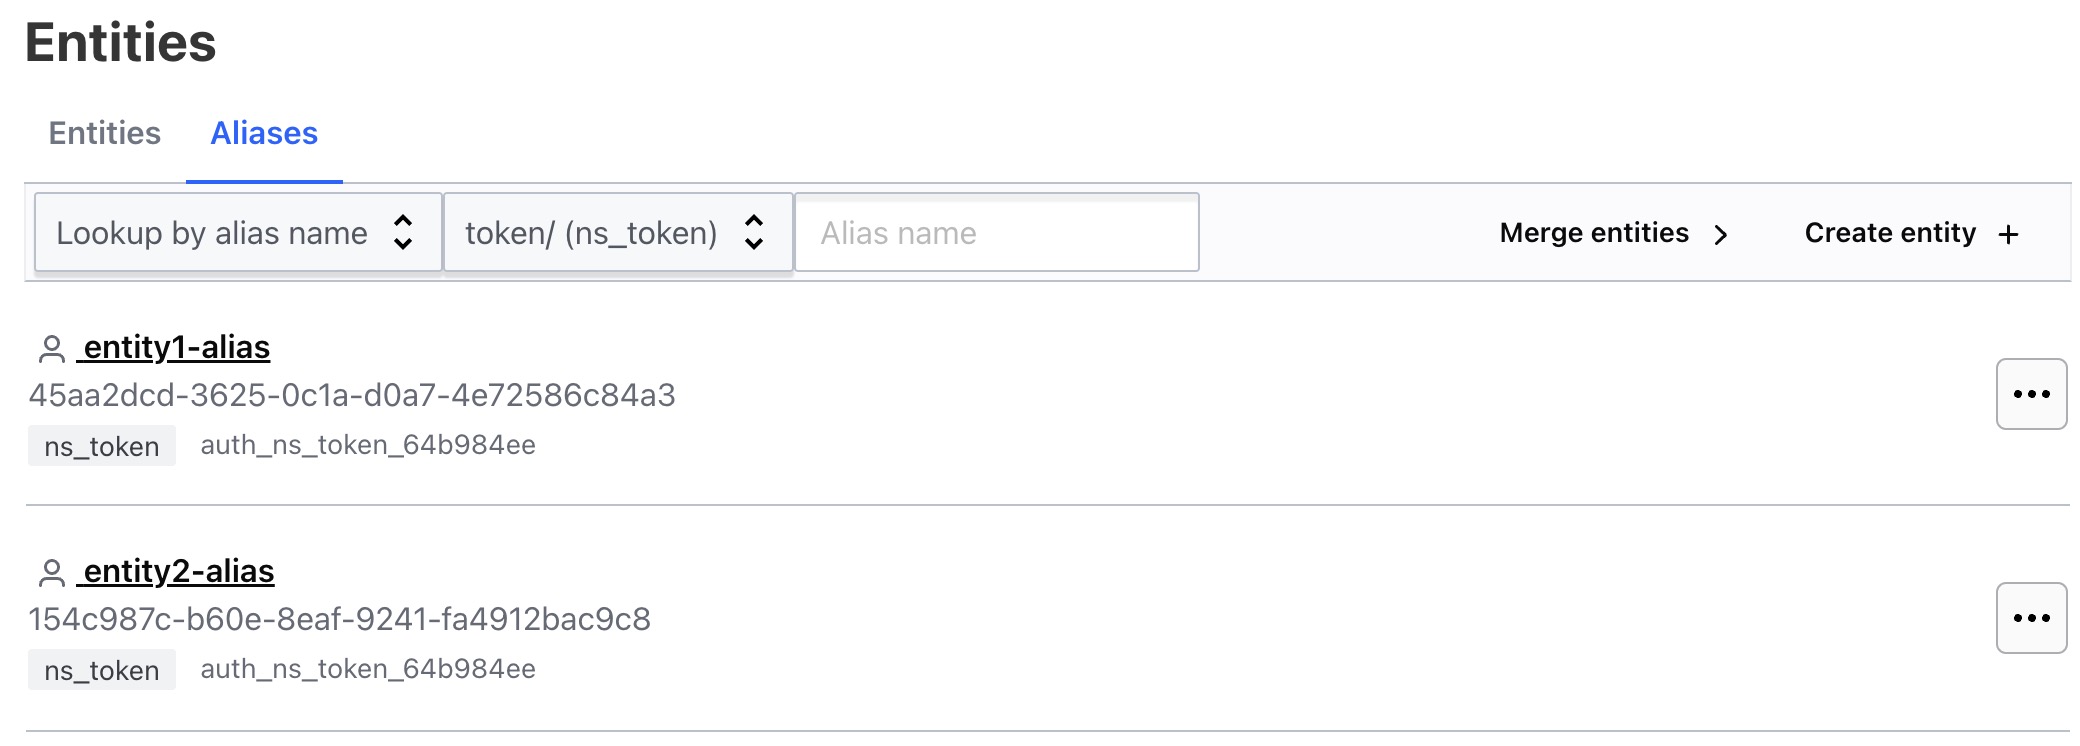 Entities
Entities Aliases
Lookup by alias name token/ (ns_token) Alias name Merge entities Create entity
entity1-alias
45aa2dcd-3625-0c1a-d0a7-4e72586c84a3
ns_token auth_ns_token_64b984ee
entity2-alias
154c987c-b60e-8eaf-9241-fa4912bac9c8
ns_token auth_ns_token_64b984ee